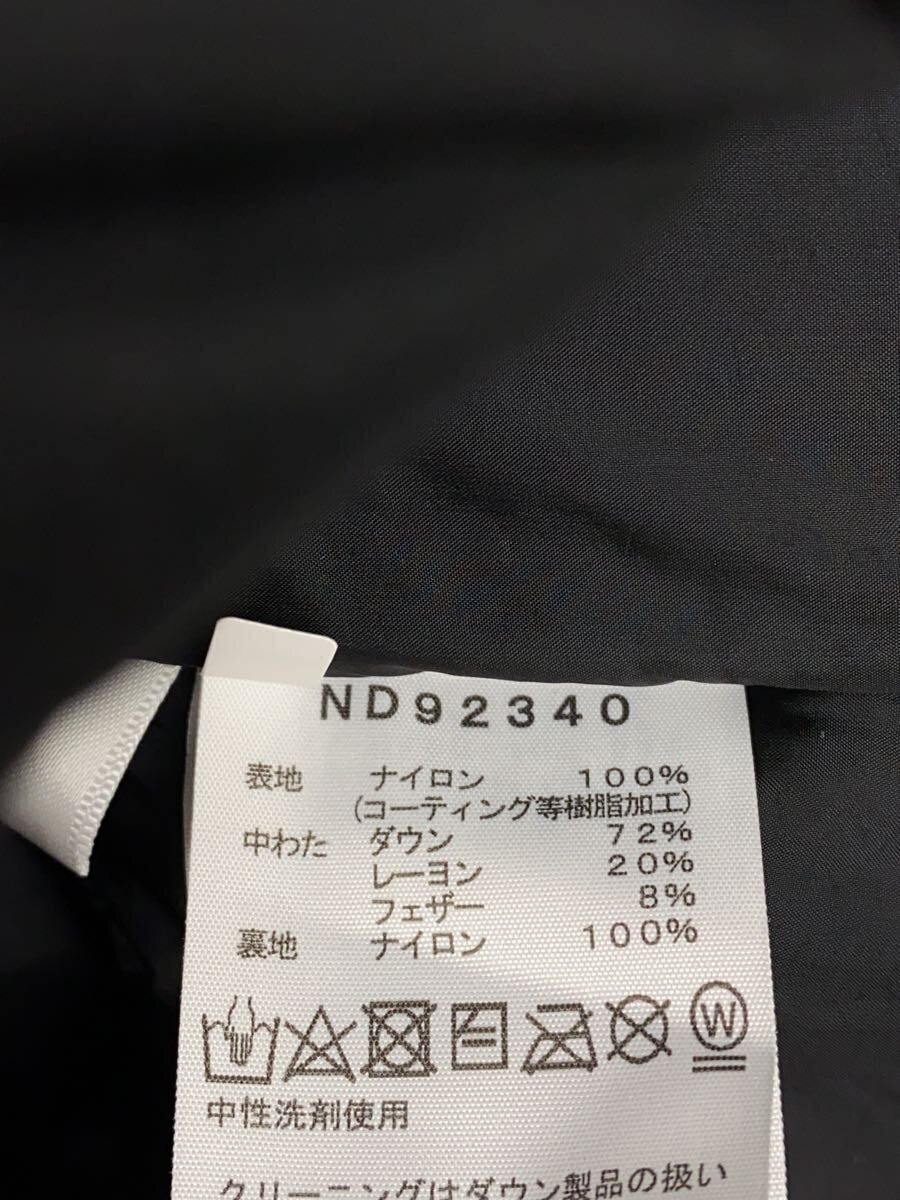 ND92340
表地 ナイロン 100%
(コーティング等樹脂加工)
中わた ダウン 72%
レーヨン 20%
フェザー 8%
裏地 ナイロン 100%
W
中性洗剤使用
クリーニングはダウン製品の扱い